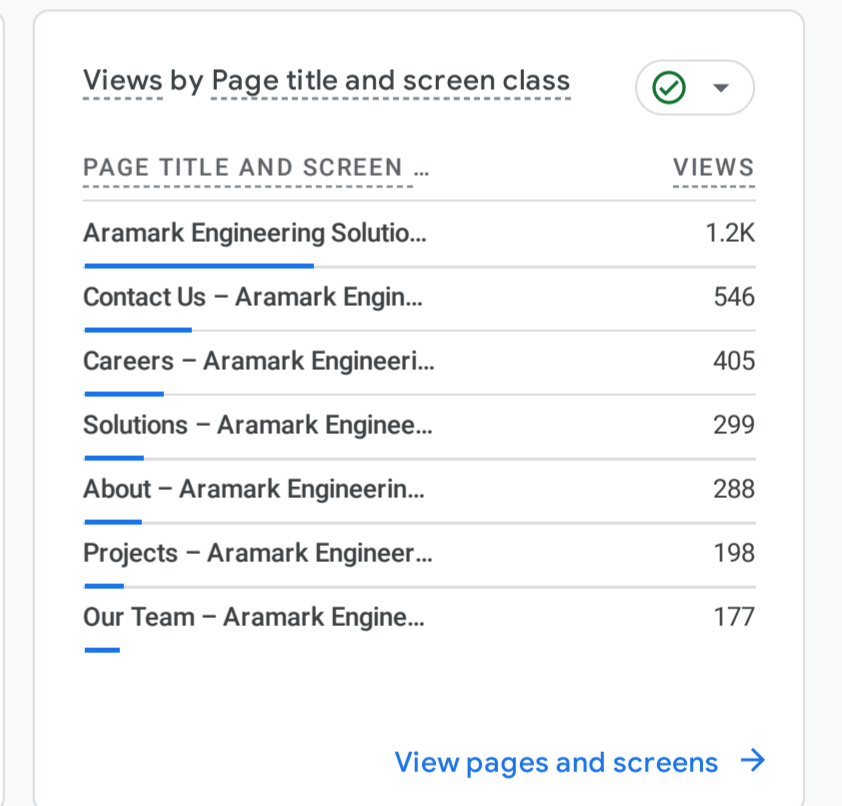 Views by Page title and screen class
PAGE TITLE AND SCREEN ... VIEWS
Aramark Engineering Solutio... 1.2K
Contact Us – Aramark Engin... 546
Careers – Aramark Engineeri... 405
Solutions – Aramark Enginee... 299
About – Aramark Engineerin... 288
Projects – Aramark Engineer... 198
Our Team – Aramark Engine... 177
View pages and screens →